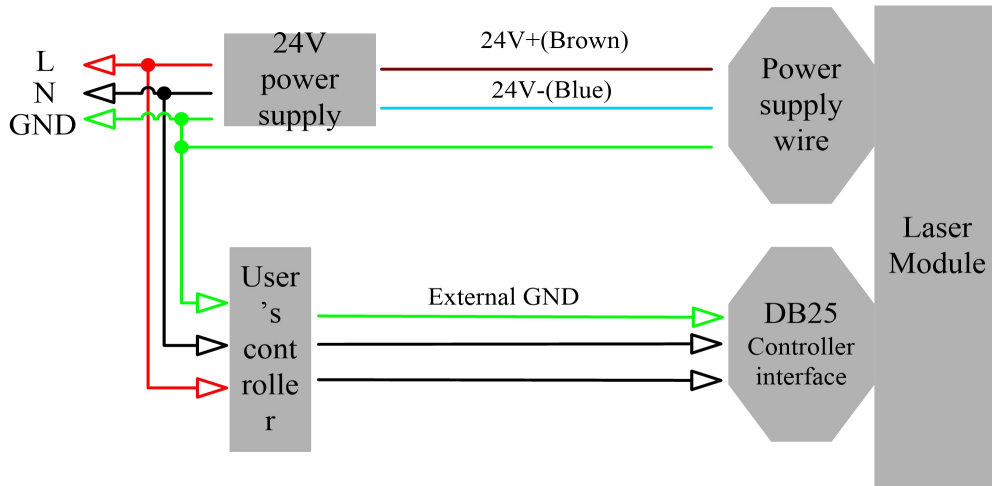 L
N
GND
24V
power
supply
24V+(Brown)
24V-(Blue)
Power
supply
wire
Laser
Module
User
’s
cont
rolle
r
External GND
DB25
Controller
interface